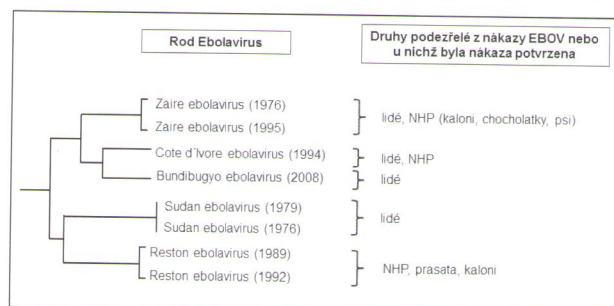 Rod Ebolavirus
Druhy podezřelé z nákazy EBOV nebo
u nichž byla nákaza potvrzena
Zaire ebolavirus (1976)
Zaire ebolavirus (1995)
lidé, NHP (kaloni, chocholatky, psi)
Cote d´Ivore ebolavirus (1994)
lidé, NHP
Bundibugyo ebolavirus (2008)
lidé
Sudan ebolavirus (1979)
Sudan ebolavirus (1976)
lidé
Reston ebolavirus (1989)
Reston ebolavirus (1992)
NHP, prasata, kaloni